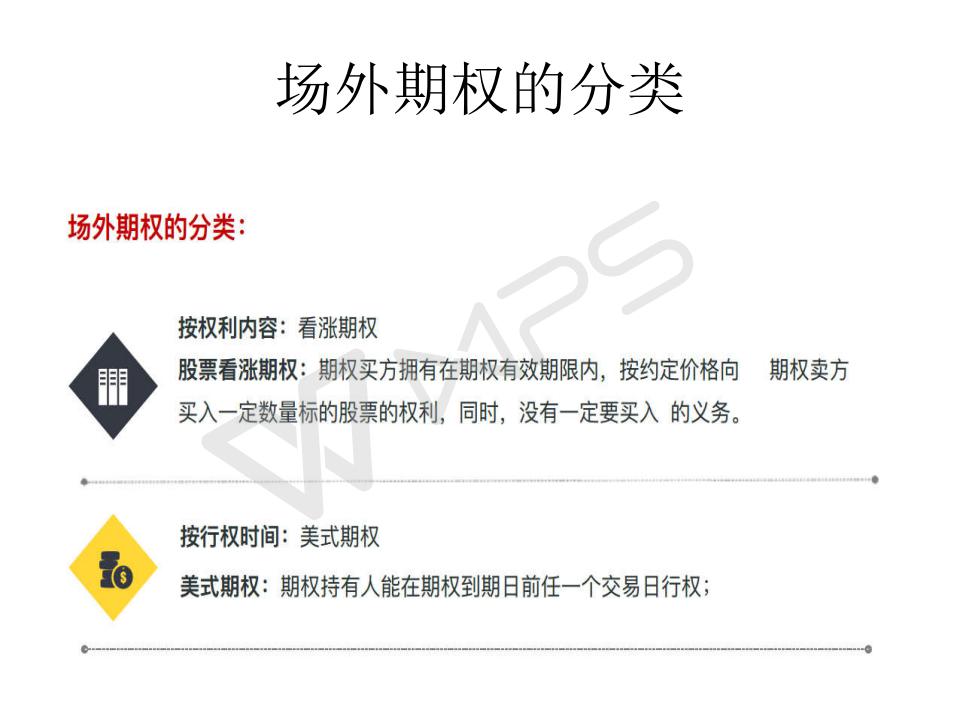 场外期权的分类
场外期权的分类：
按权利内容：看涨期权
股票看涨期权：期权买方拥有在期权有效期限内，按约定价格向 期权卖方
买入一定数量标的股票的权利，同时，没有一定要买入 的义务。
按行权时间：美式期权
$
美式期权：期权持有人能在期权到期日前任一个交易日行权；
WPS